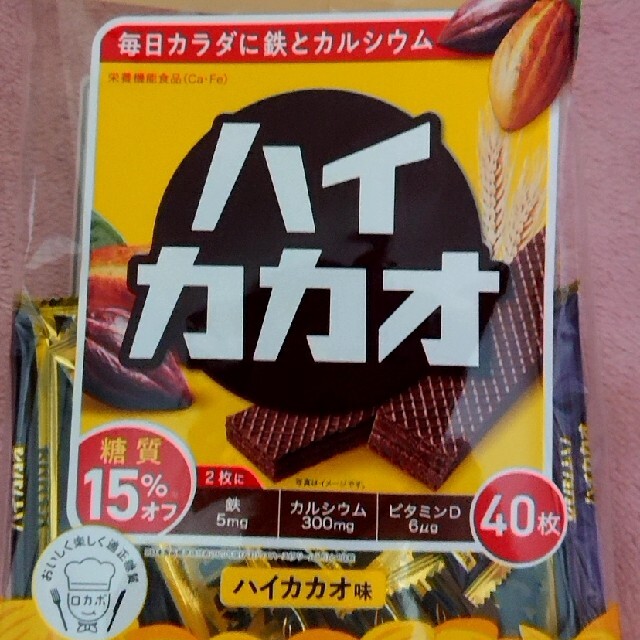 毎日カラダに鉄とカルシウム
栄養機能食品(Ca・Fe)
ハイ
カカオ
糖質
15%
オフ
写真はイメージです。
2枚に
鉄
5mg
カルシウム
300mg
ビタミンD
6μg
40枚
おいしく楽しく適正糖質
ロカボ
ハイカカオ味